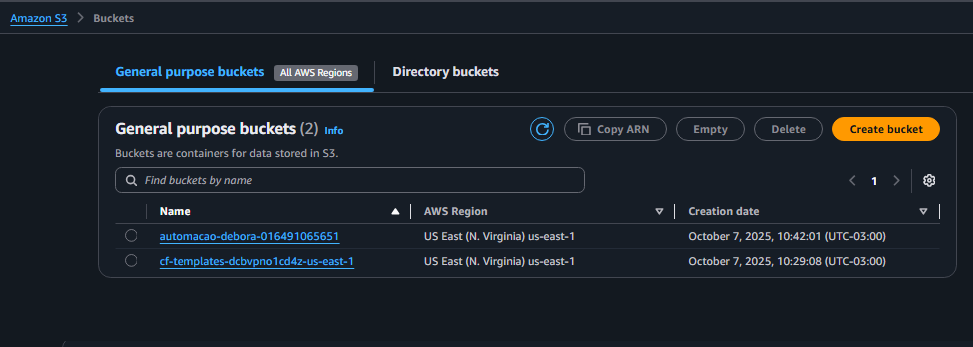 Amazon S3 > Buckets
General purpose buckets All AWS Regions Directory buckets
General purpose buckets (2) Info Copy ARN Empty Delete Create bucket
Buckets are containers for data stored in S3.
Find buckets by name < 1 >
Name AWS Region Creation date
automacao-debora-016491065651 US East (N. Virginia) us-east-1 October 7, 2025, 10:42:01 (UTC-03:00)
cf-templates-dcbvpno1cd4z-us-east-1 US East (N. Virginia) us-east-1 October 7, 2025, 10:29:08 (UTC-03:00)